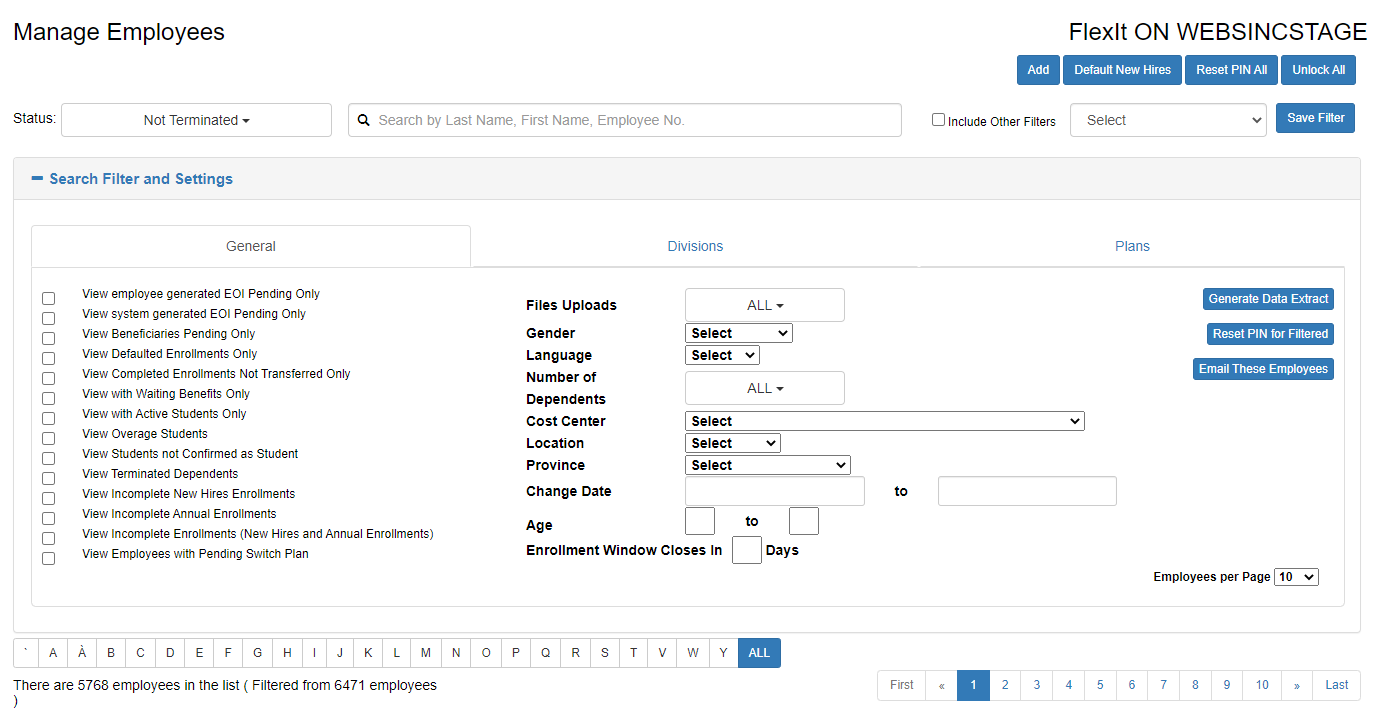 Manage Employees
FlexIt ON WEBSINCSTAGE
Add
Default New Hires
Reset PIN All
Unlock All
Status:
Not Terminated
Search by Last Name, First Name, Employee No.
Include Other Filters
Select
Save Filter
Search Filter and Settings
General
Divisions
Plans
View employee generated EOI Pending Only
View system generated EOI Pending Only
View Beneficiaries Pending Only
View Defaulted Enrollments Only
View Completed Enrollments Not Transferred Only
View with Waiting Benefits Only
View with Active Students Only
View Overage Students
View Students not Confirmed as Student
View Terminated Dependents
View Incomplete New Hires Enrollments
View Incomplete Annual Enrollments
View Incomplete Enrollments (New Hires and Annual Enrollments)
View Employees with Pending Switch Plan
Files Uploads
ALL
Gender
Select
Language
Select
Number of
Dependents
ALL
Cost Center
Select
Location
Select
Province
Select
Change Date
to
Age
to
Enrollment Window Closes In
Days
Generate Data Extract
Reset PIN for Filtered
Email These Employees
Employees per Page
10
` A À B C D E F G H I J K L M N O P Q R S T V W Y ALL
There are 5768 employees in the list ( Filtered from 6471 employees
)
First « 1 2 3 4 5 6 7 8 9 10 » Last